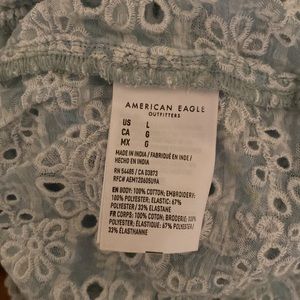 AMERICAN EAGLE
OUTFITTERS
US L
CA G
MX G
MADE IN INDIA / FABRIQUÉ EN INDE /
HECHO EN INDIA
RN 54485 / CA 03873
RFC# AEM120605U9A
EN BODY: 100% COTTON; EMBROIDERY:
100% POLYESTER; ELASTIC: 67%
POLYESTER / 33% ELASTANE
FR CORPS: 100% COTON; BRODERIE: 100%
POLYESTER; ÉLASTIQUE: 67% POLYESTER /
33% ÉLASTHANNE